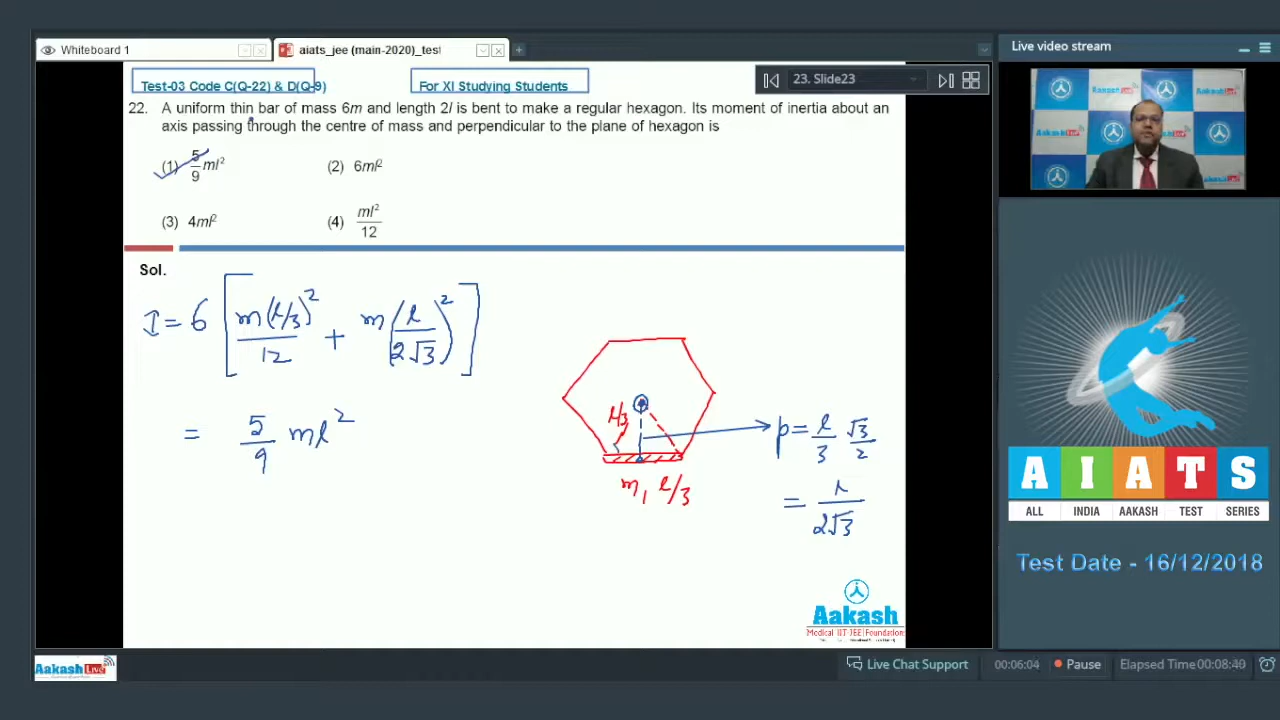 Whiteboard 1
aiats_jee (main-2020)_test
Live video stream
Test-03 Code C(Q-22) & D(Q-9)
For XI Studying Students
23. Slide23
22. A uniform thin bar of mass 6m and length 2l is bent to make a regular hexagon. Its moment of inertia about an
axis passing through the centre of mass and perpendicular to the plane of hexagon is
(1) 5/9 ml²
(2) 6ml²
(3) 4ml²
(4) ml²/12
Sol.
I = 6 [ m(l/3)²/12 + m(l/2√3)² ]
= 5/9 ml²
l/3
m, l/3
p = l/3 √3/2
= l/2√3
Aakash
Medical|IIT-JEE|Foundations
AIATS
ALL INDIA AAKASH TEST SERIES
Test Date - 16/12/2018
Aakash Live
Live Chat Support
00:06:04
Pause
Elapsed Time 00:08:40